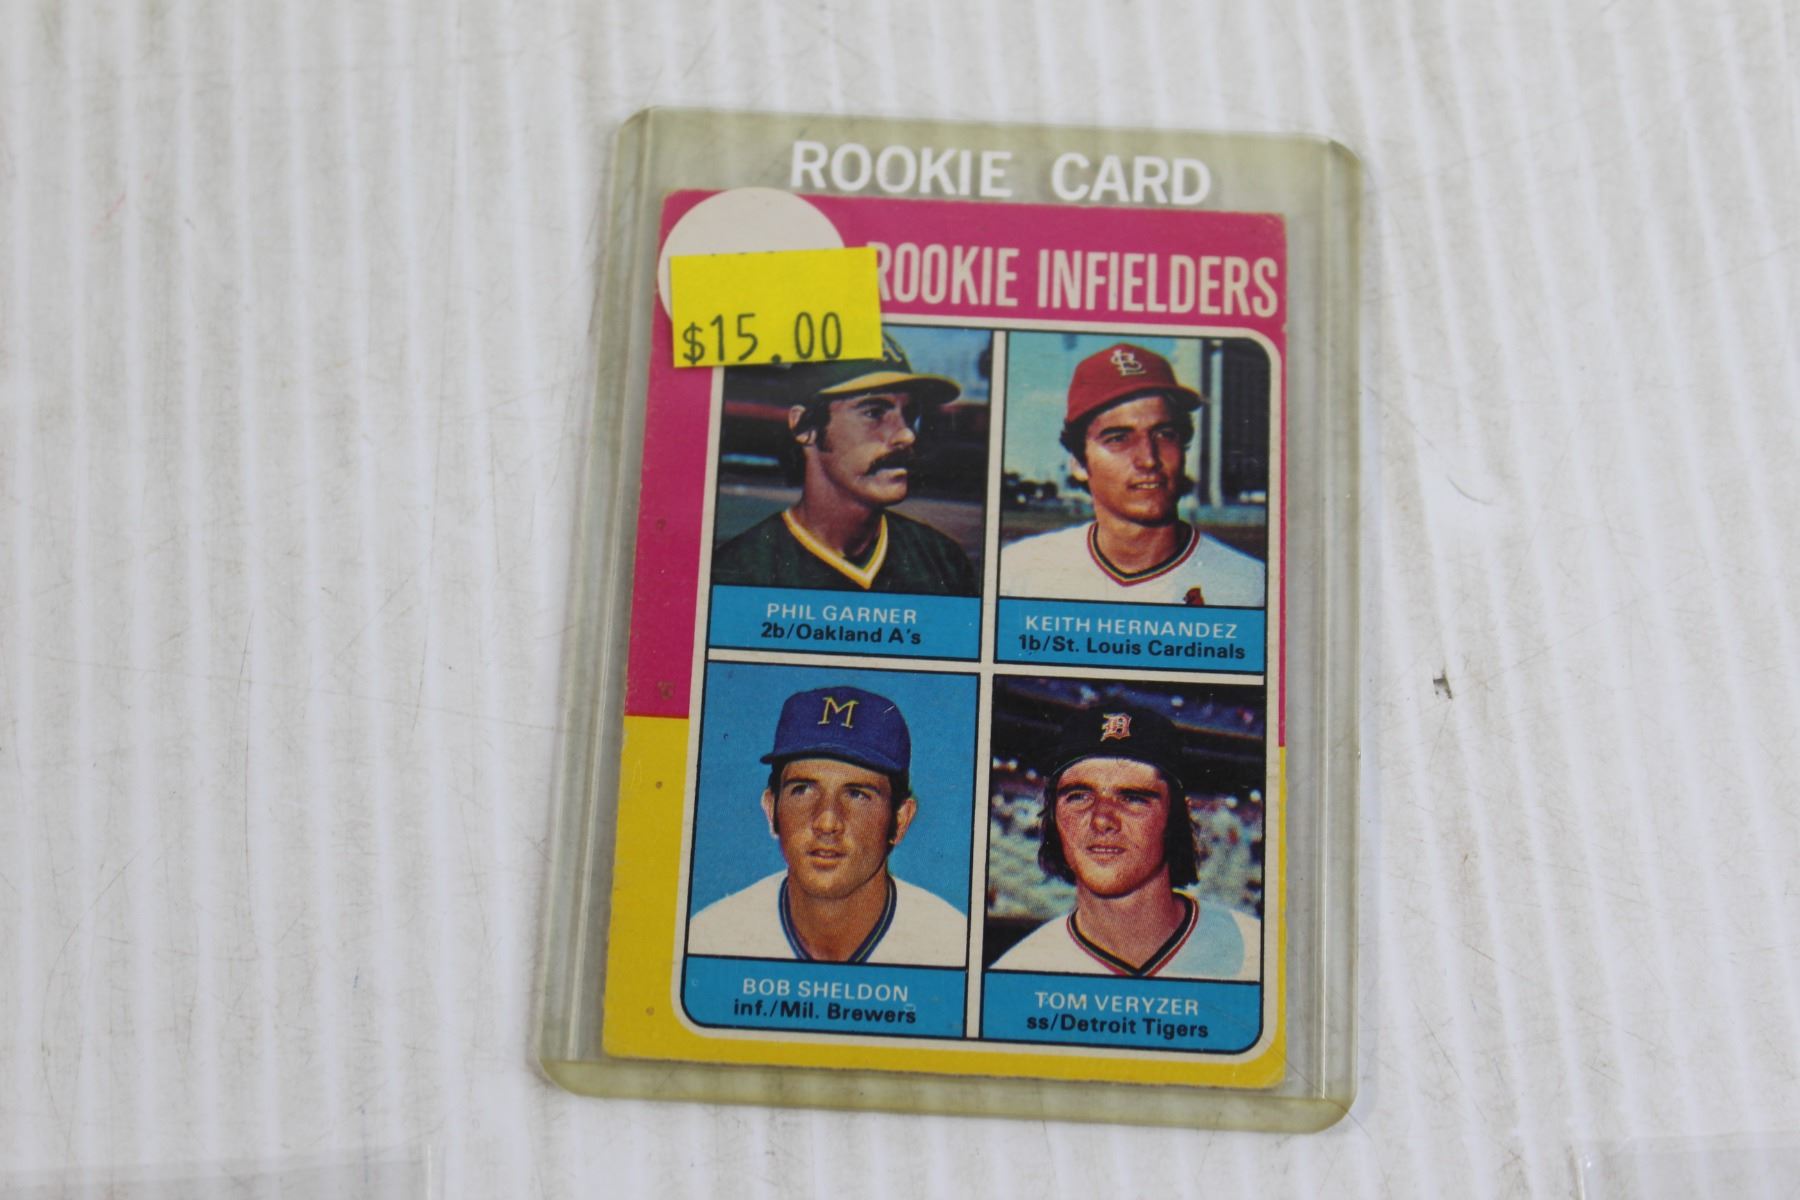 ROOKIE CARD
ROOKIE INFIELDERS
$15.00
PHIL GARNER
2b/Oakland A's
KEITH HERNANDEZ
1b/St. Louis Cardinals
M
BOB SHELDON
inf./Mil. Brewers
TOM VERYZER
ss/Detroit Tigers